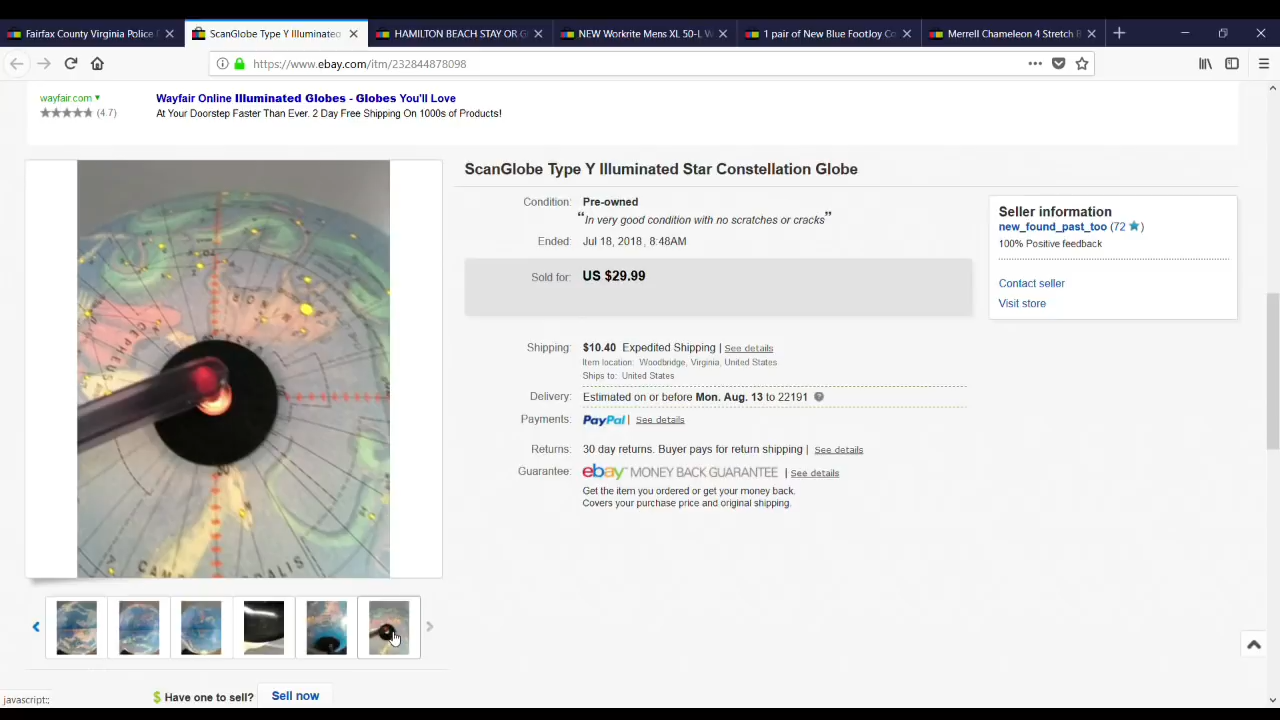 Fairfax County Virginia Police
ScanGlobe Type Y Illuminated
HAMILTON BEACH STAY OR G
NEW Workrite Mens XL 50-L W
1 pair of New Blue FootJoy Co
Merrell Chameleon 4 Stretch B
https://www.ebay.com/itm/232844878098
wayfair.com
(4.7)
Wayfair Online Illuminated Globes - Globes You'll Love
At Your Doorstep Faster Than Ever. 2 Day Free Shipping On 1000s of Products!
ScanGlobe Type Y Illuminated Star Constellation Globe
Condition: Pre-owned
"In very good condition with no scratches or cracks"
Ended: Jul 18, 2018 , 8:48AM
Sold for: US $29.99
Shipping: $10.40 Expedited Shipping | See details
Item location: Woodbridge, Virginia, United States
Ships to: United States
Delivery: Estimated on or before Mon. Aug. 13 to 22191
Payments: PayPal | See details
Returns: 30 day returns. Buyer pays for return shipping | See details
Guarantee: ebay MONEY BACK GUARANTEE | See details
Get the item you ordered or get your money back.
Covers your purchase price and original shipping.
Seller information
new_found_past_too (72 )
100% Positive feedback
Contact seller
Visit store
CEPHEUS
$ Have one to sell? Sell now
javascript:;